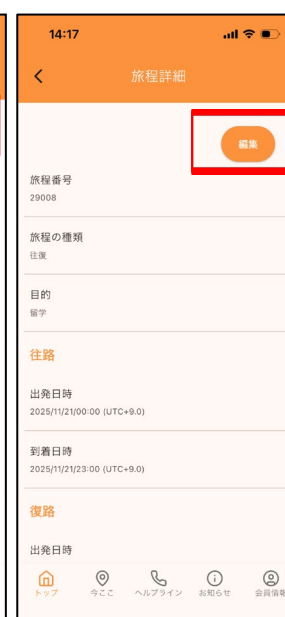 14:17
旅程詳細
編集
旅程番号
29008
旅程の種類
往復
目的
留学
往路
出発日時
2025/11/21/00:00 (UTC+9.0)
到着日時
2025/11/21/23:00 (UTC+9.0)
復路
出発日時
トップ
今ここ
ヘルプライン
お知らせ
会員情報